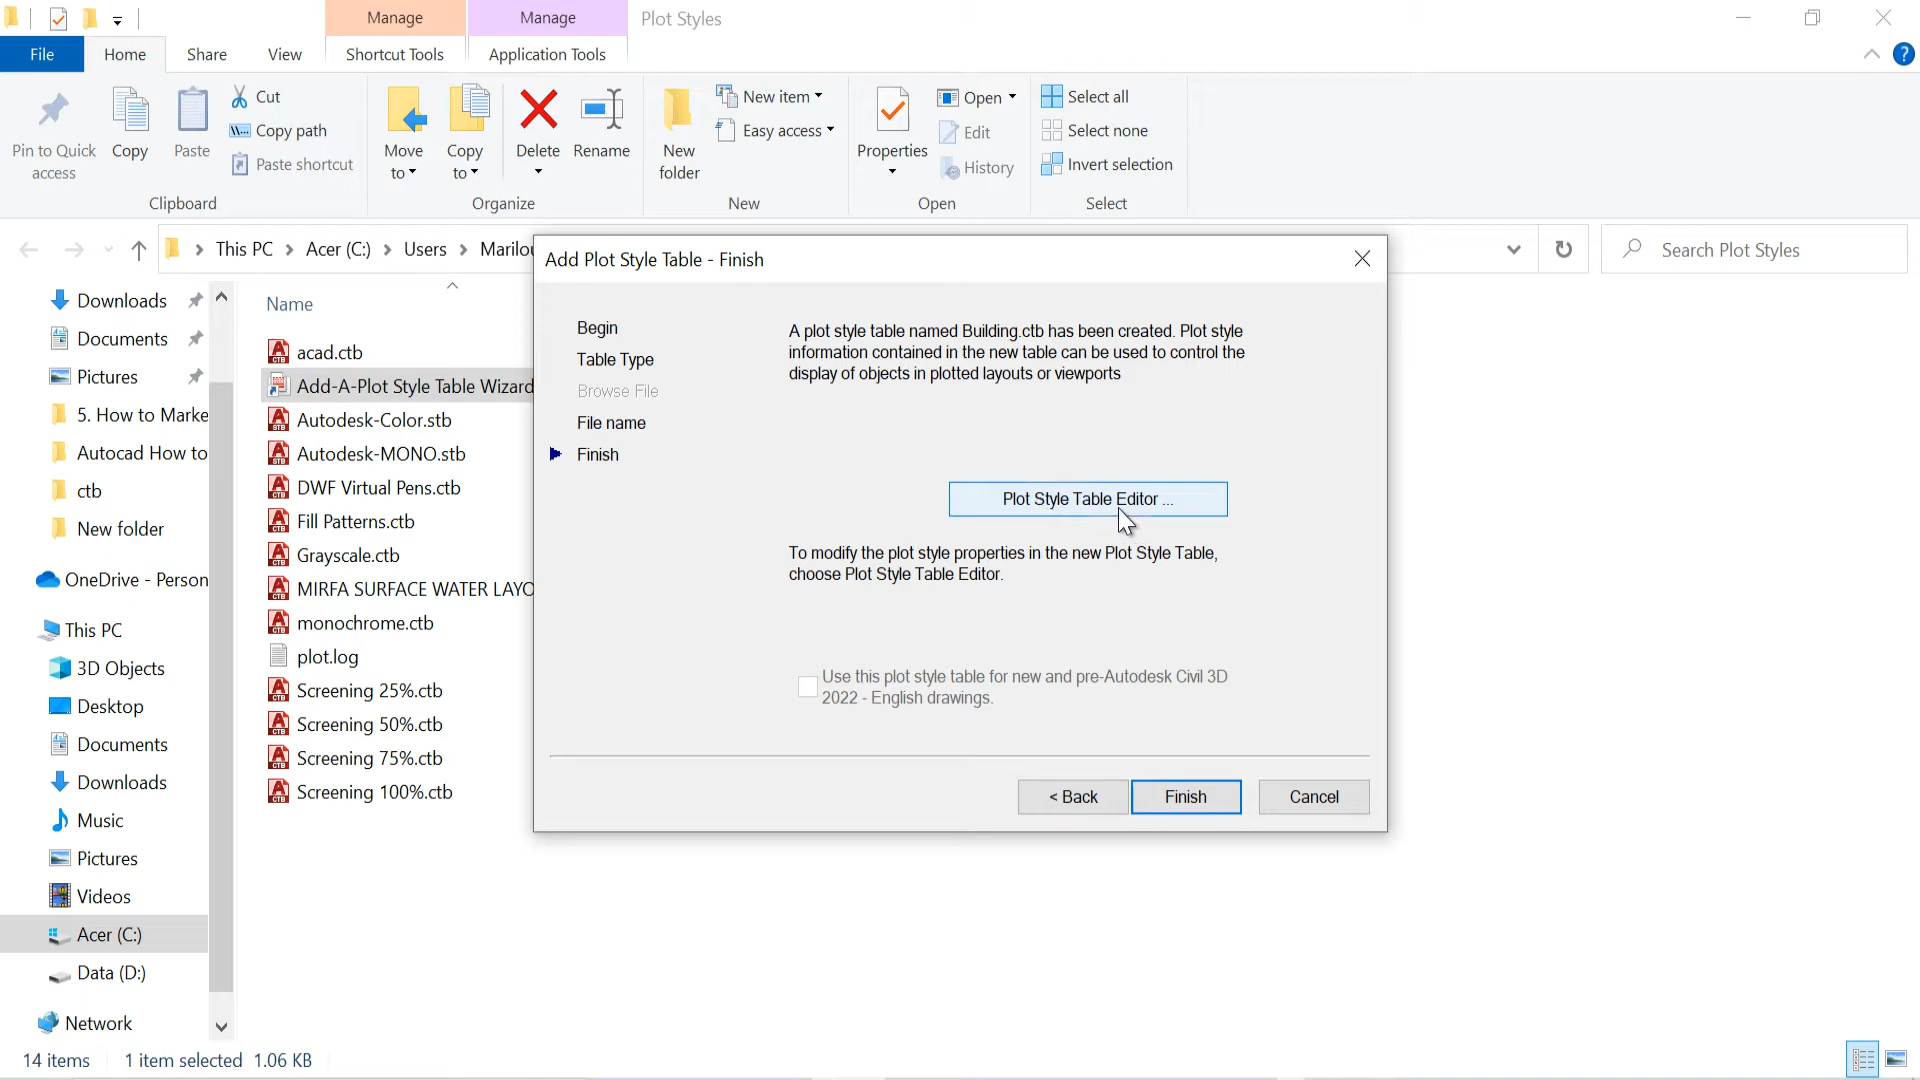 Manage
Manage
Plot Styles
File
Home
Share
View
Shortcut Tools
Application Tools
Pin to Quick
access
Copy
Paste
Cut
Copy path
Paste shortcut
Clipboard
Move
to
Copy
to
Delete
Rename
Organize
New
folder
New item
Easy access
New
Properties
Open
Edit
History
Open
Select all
Select none
Invert selection
Select
This PC
Acer (C:)
Users
Marilou
Search Plot Styles
Downloads
Documents
Pictures
5. How to Marke
Autocad How to
ctb
New folder
OneDrive - Person
This PC
3D Objects
Desktop
Documents
Downloads
Music
Pictures
Videos
Acer (C:)
Data (D:)
Network
Name
acad.ctb
Add-A-Plot Style Table Wizard
Autodesk-Color.stb
Autodesk-MONO.stb
DWF Virtual Pens.ctb
Fill Patterns.ctb
Grayscale.ctb
MIRFA SURFACE WATER LAYO
monochrome.ctb
plot.log
Screening 25%.ctb
Screening 50%.ctb
Screening 75%.ctb
Screening 100%.ctb
Add Plot Style Table - Finish
Begin
Table Type
Browse File
File name
Finish
A plot style table named Building.ctb has been created. Plot style
information contained in the new table can be used to control the
display of objects in plotted layouts or viewports
Plot Style Table Editor ...
To modify the plot style properties in the new Plot Style Table,
choose Plot Style Table Editor.
Use this plot style table for new and pre-Autodesk Civil 3D
2022 - English drawings.
< Back
Finish
Cancel
14 items
1 item selected 1.06 KB